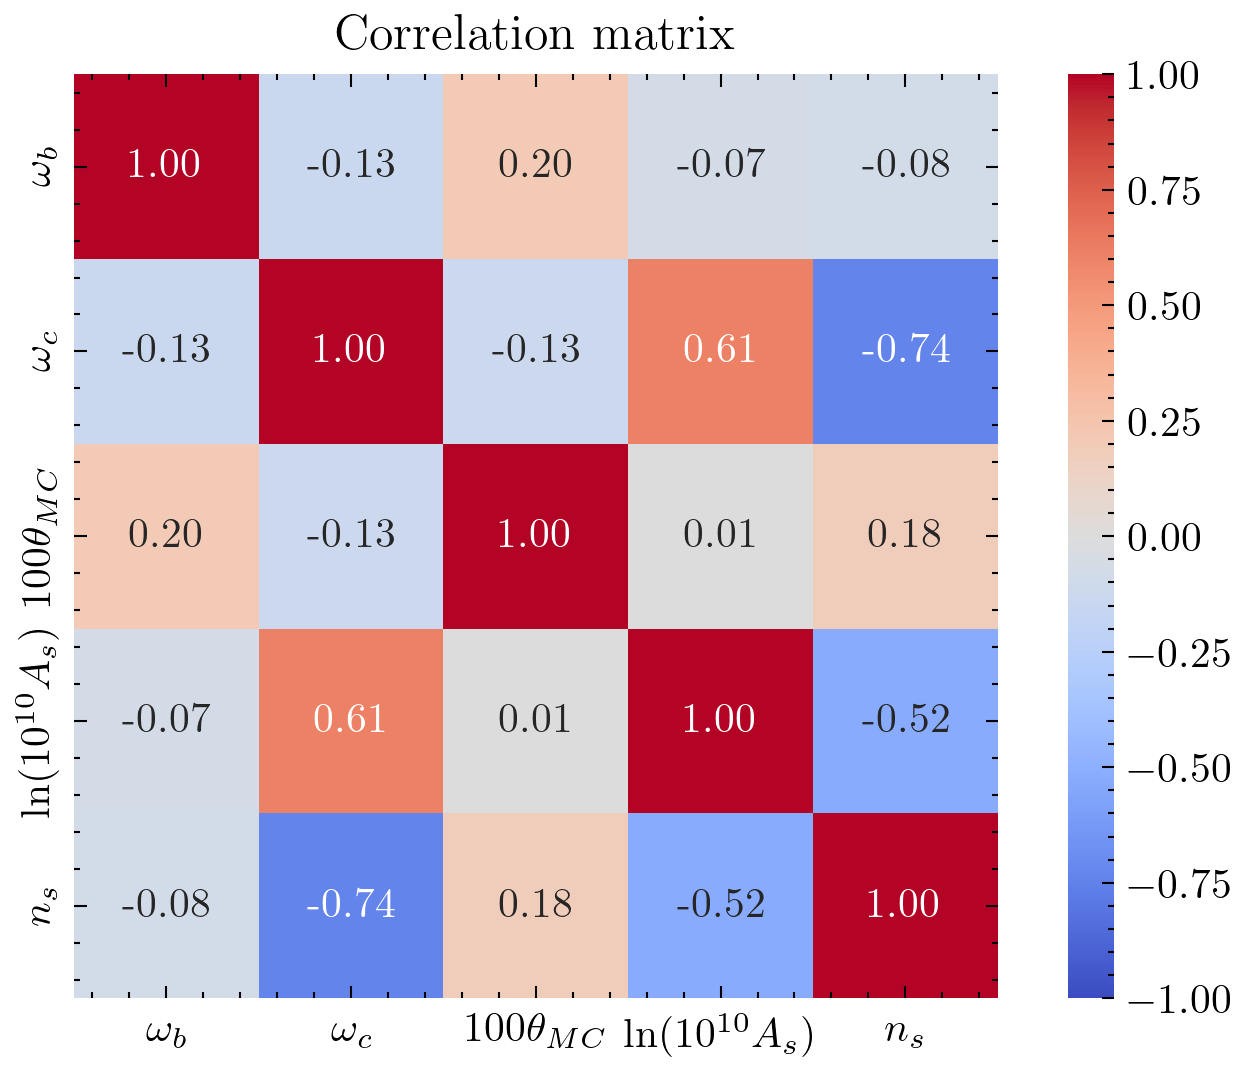 Correlation matrix
ω_b 1.00 -0.13 0.20 -0.07 -0.08
ω_c -0.13 1.00 -0.13 0.61 -0.74
100θ_{MC} 0.20 -0.13 1.00 0.01 0.18
ln(10^{10}A_s) -0.07 0.61 0.01 1.00 -0.52
n_s -0.08 -0.74 0.18 -0.52 1.00
ω_b ω_c 100θ_{MC} ln(10^{10}A_s) n_s
1.00
0.75
0.50
0.25
0.00
−0.25
−0.50
−0.75
−1.00